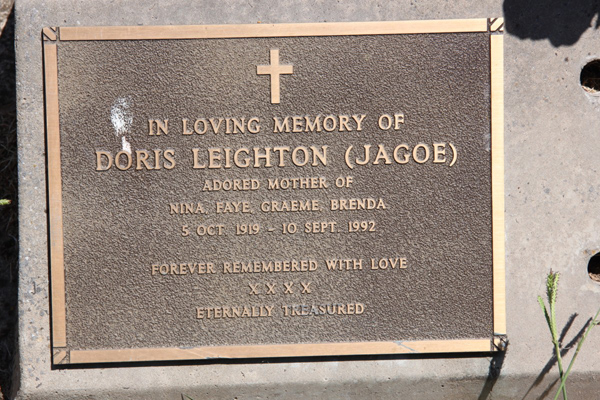 IN LOVING MEMORY OF
DORIS LEIGHTON (JAGOE)
ADORED MOTHER OF
NINA, FAYE, GRAEME, BRENDA.
5 OCT. 1919 - 10 SEPT. 1992
FOREVER REMEMBERED WITH LOVE
X X X X
ETERNALLY TREASURED